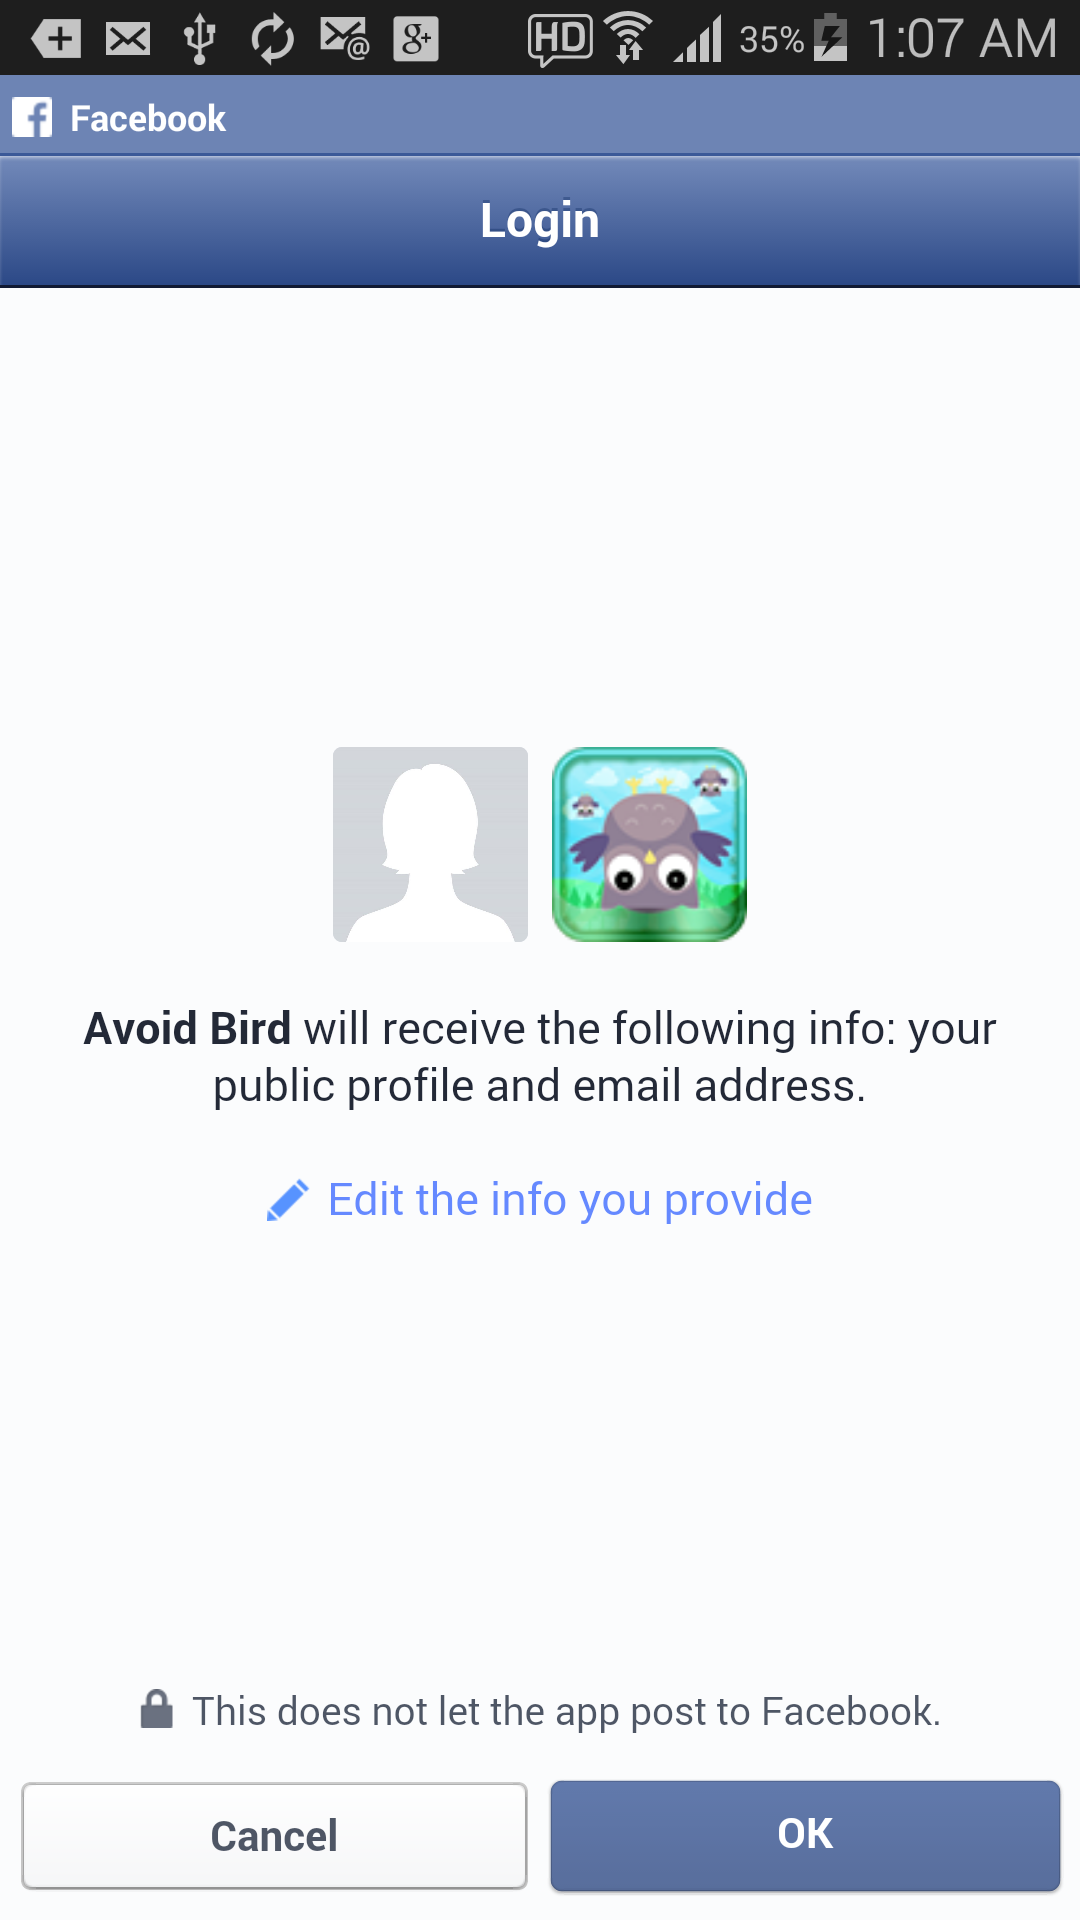 HD 35% 1:07 AM
Facebook
Login
Avoid Bird will receive the following info: your
public profile and email address.
Edit the info you provide
This does not let the app post to Facebook.
Cancel OK